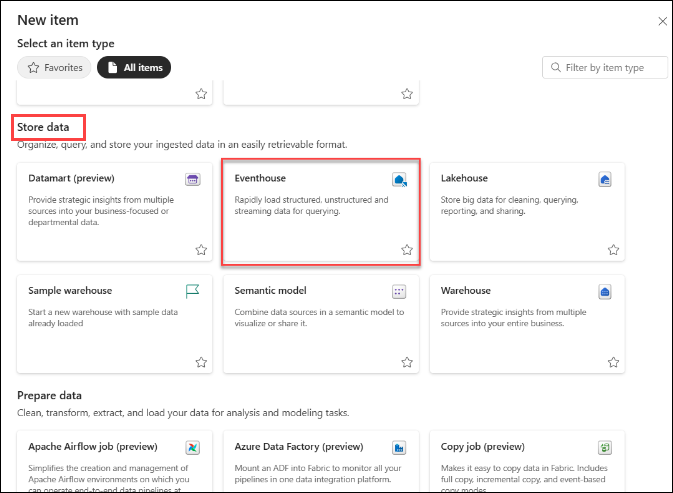 New item
Select an item type
Favorites
All items
Filter by item type
Store data
Organize, query, and store your ingested data in an easily retrievable format.
Datamart (preview)
Provide strategic insights from multiple
sources into your business-focused or
departmental data.
Eventhouse
Rapidly load structured, unstructured and
streaming data for querying.
Lakehouse
Store big data for cleaning, querying,
reporting, and sharing.
Sample warehouse
Start a new warehouse with sample data
already loaded
Semantic model
Combine data sources in a semantic model to
visualize or share it.
Warehouse
Provide strategic insights from multiple
sources into your entire business.
Prepare data
Clean, transform, extract, and load your data for analysis and modeling tasks.
Apache Airflow job (preview)
Simplifies the creation and management of
Apache Airflow environments on which you
can operate end-to-end data pipelines at
Azure Data Factory (preview)
Mount an ADF into Fabric to monitor all your
pipelines in one data integration platform.
Copy job (preview)
Makes it easy to copy data in Fabric. Includes
full copy, incremental copy, and event-based
copy modes.